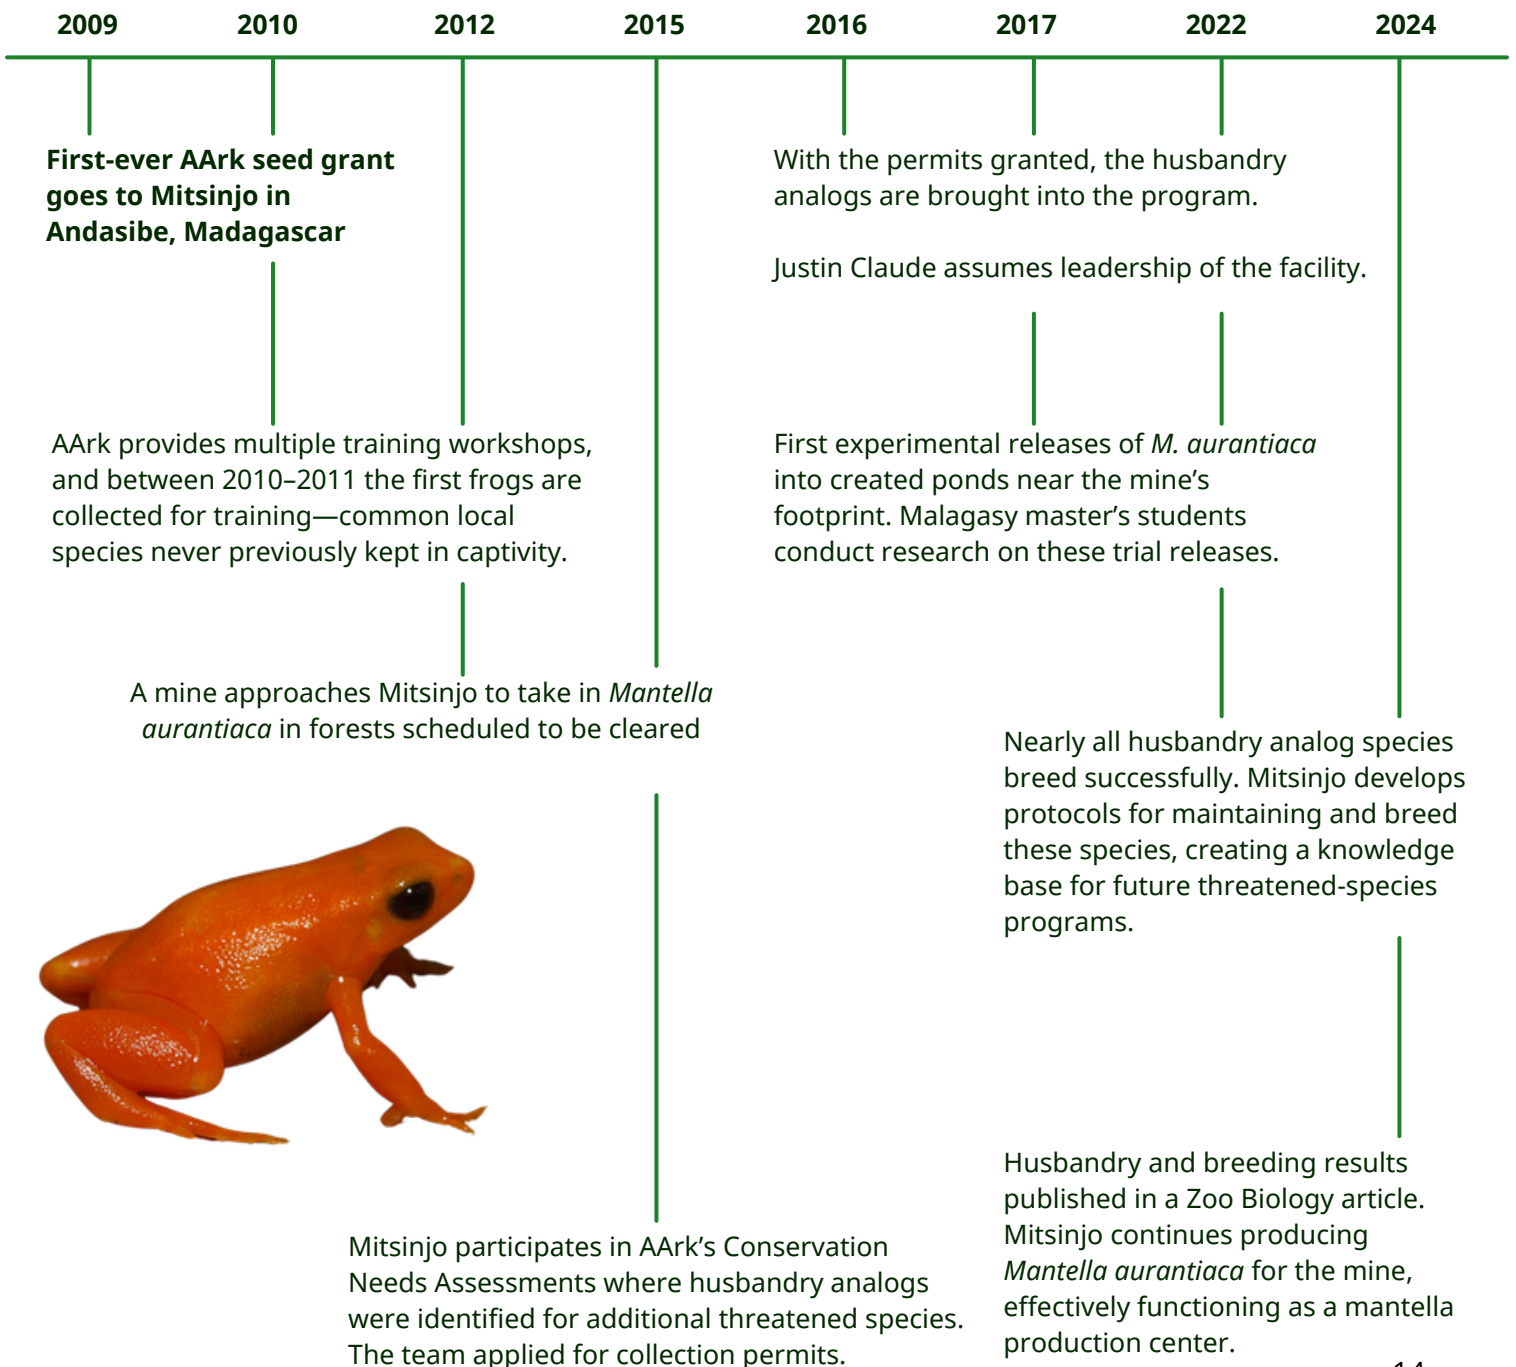 2009 2010 2012 2015 2016 2017 2022 2024
First-ever AArk seed grant
goes to Mitsinjo in
Andasibe, Madagascar
AArk provides multiple training workshops,
and between 2010–2011 the first frogs are
collected for training—common local
species never previously kept in captivity.
A mine approaches Mitsinjo to take in Mantella
aurantiaca in forests scheduled to be cleared
Mitsinjo participates in AArk’s Conservation
Needs Assessments where husbandry analogs
were identified for additional threatened species.
The team applied for collection permits.
With the permits granted, the husbandry
analogs are brought into the program.
Justin Claude assumes leadership of the facility.
First experimental releases of M. aurantiaca
into created ponds near the mine’s
footprint. Malagasy master’s students
conduct research on these trial releases.
Nearly all husbandry analog species
breed successfully. Mitsinjo develops
protocols for maintaining and breed
these species, creating a knowledge
base for future threatened-species
programs.
Husbandry and breeding results
published in a Zoo Biology article.
Mitsinjo continues producing
Mantella aurantiaca for the mine,
effectively functioning as a mantella
production center.